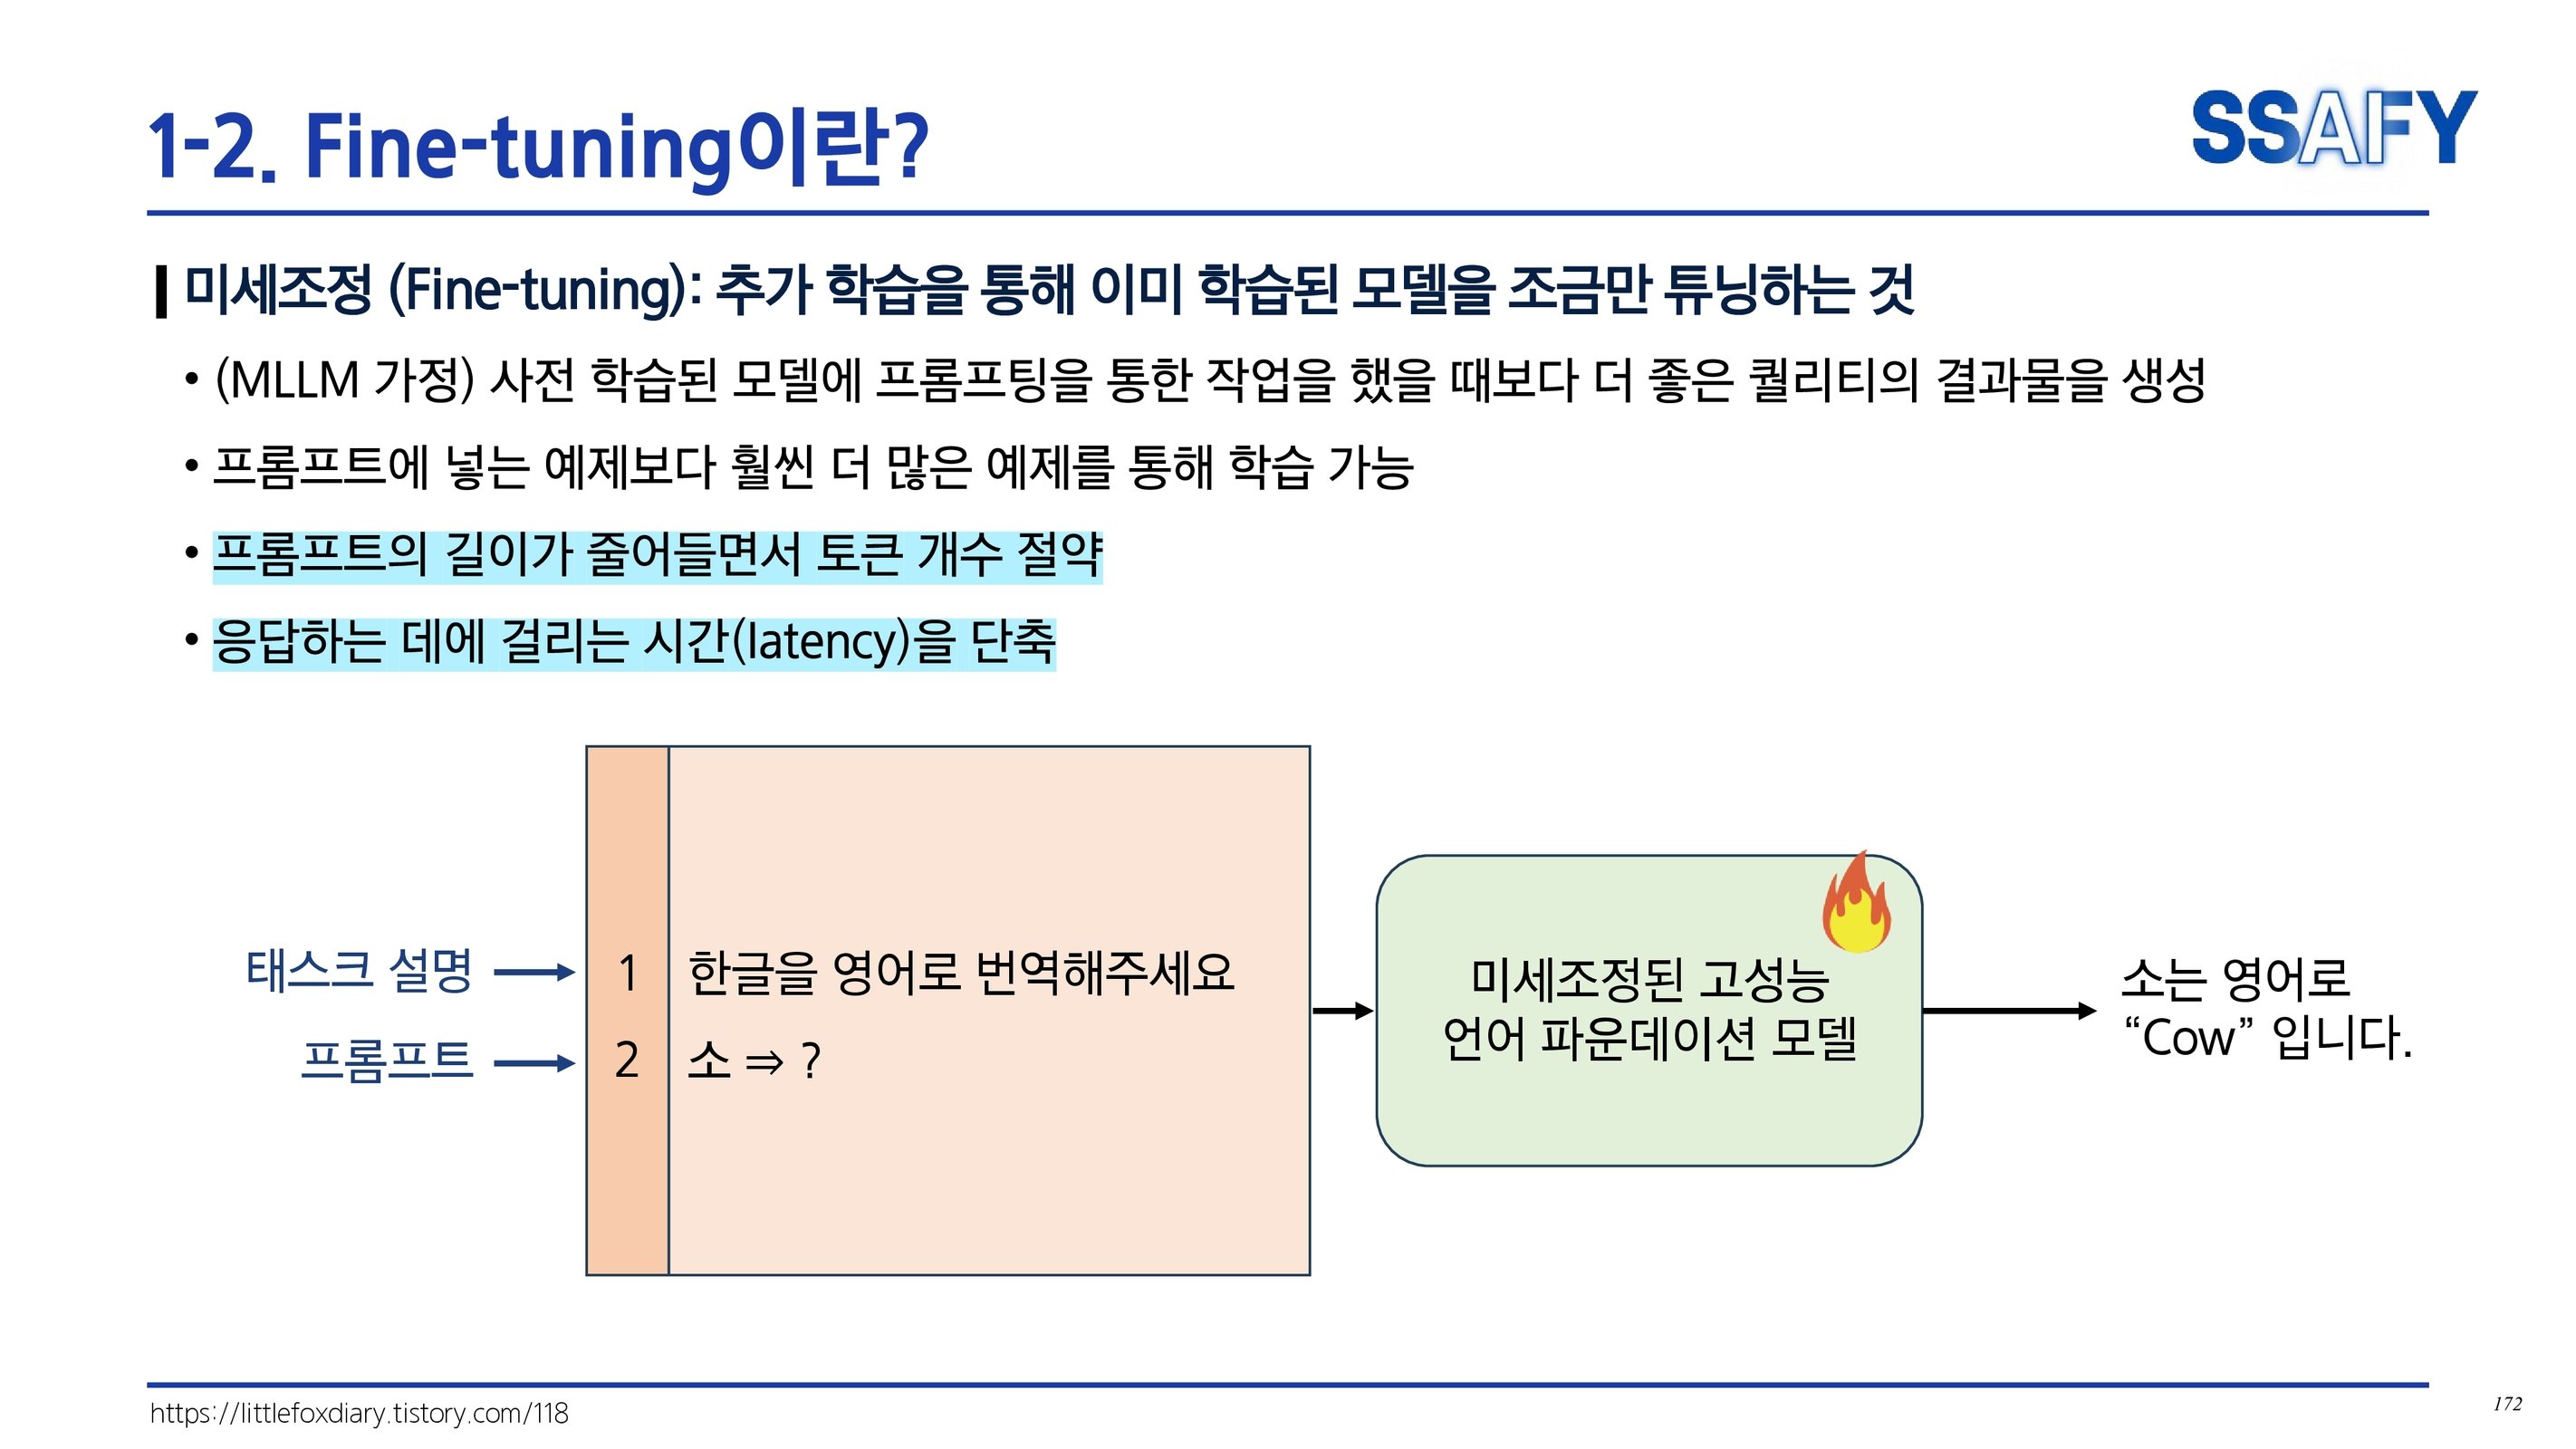 1-2. Fine-tuning이란?
SSAFY
미세조정 (Fine-tuning): 추가 학습을 통해 이미 학습된 모델을 조금만 튜닝하는 것
• (MLLM 가정) 사전 학습된 모델에 프롬프팅을 통한 작업을 했을 때보다 더 좋은 퀄리티의 결과물을 생성
• 프롬프트에 넣는 예제보다 훨씬 더 많은 예제를 통해 학습 가능
• 프롬프트의 길이가 줄어들면서 토큰 개수 절약
• 응답하는 데에 걸리는 시간(latency)을 단축
태스크 설명
1 한글을 영어로 번역해주세요
프롬프트
2 소 ⇒ ?
미세조정된 고성능
언어 파운데이션 모델
소는 영어로
“Cow” 입니다.
https://littlefoxdiary.tistory.com/118
172